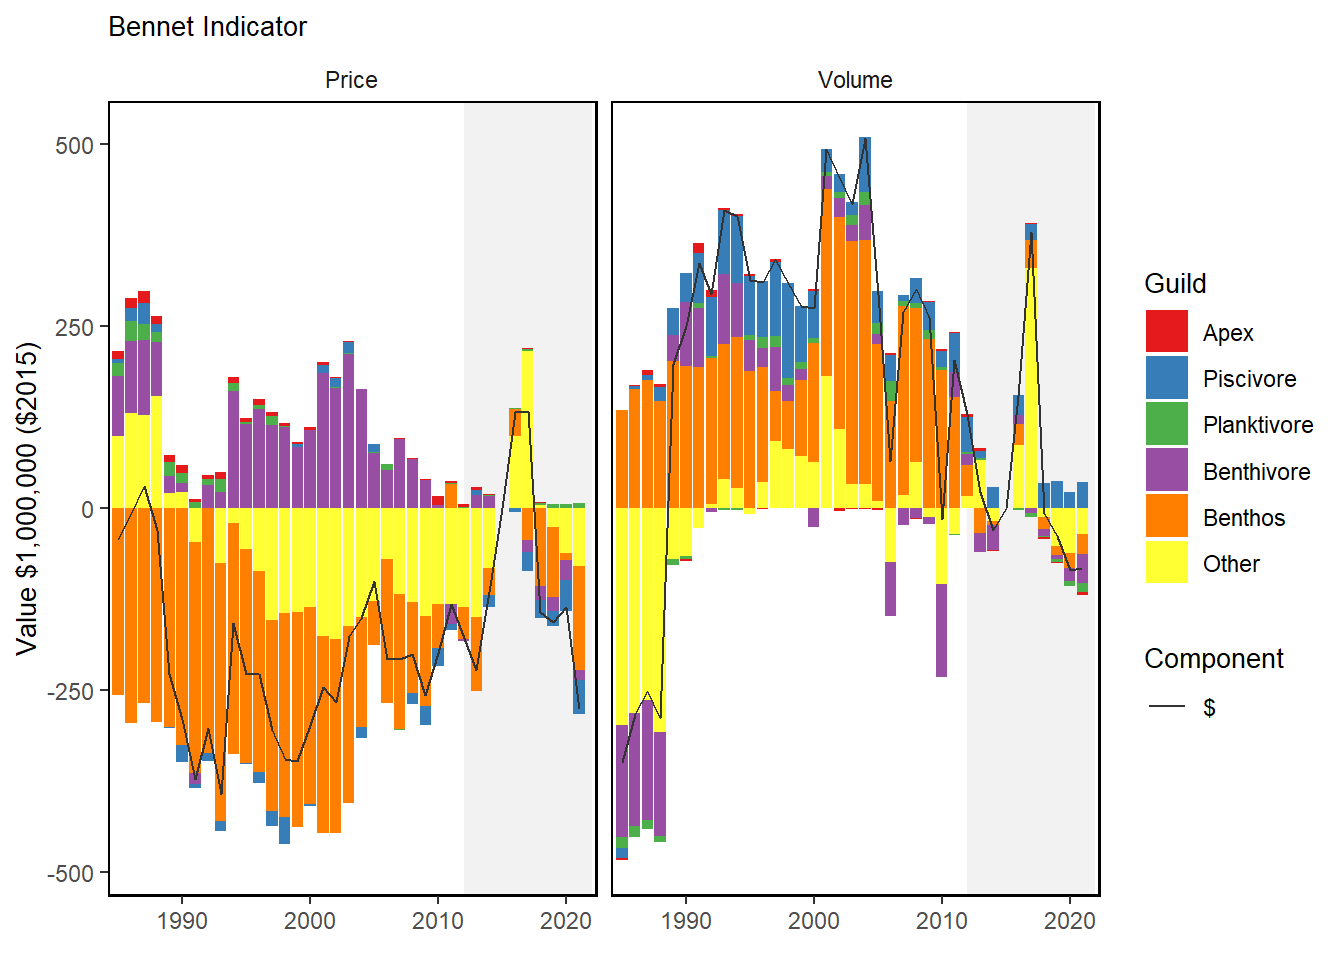 Bennet Indicator
Price
Volume
Value $1,000,000 ($2015)
500
250
0
-250
-500
1990
2000
2010
2020
1990
2000
2010
2020
Guild
Apex
Piscivore
Planktivore
Benthivore
Benthos
Other
Component
$